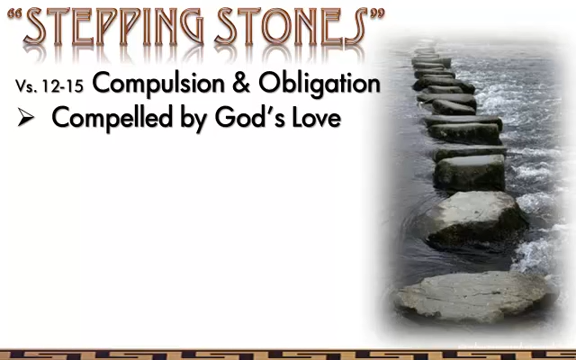 “STEPPING STONES”
Vs. 12-15 Compulsion & Obligation
➢ Compelled by God’s Love